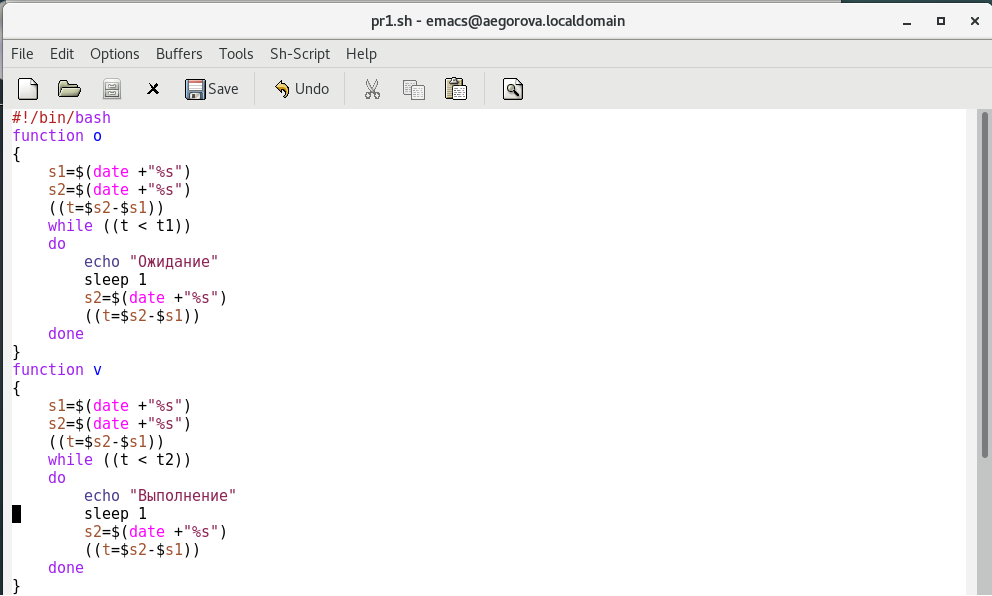 pr1.sh - emacs@aegorova.localdomain
File Edit Options Buffers Tools Sh-Script Help
Save Undo
#!/bin/bash
function o
{
    s1=$(date +"%s")
    s2=$(date +"%s")
    ((t=$s2-$s1))
    while ((t < t1))
    do
        echo "Ожидание"
        sleep 1
        s2=$(date +"%s")
        ((t=$s2-$s1))
    done
}
function v
{
    s1=$(date +"%s")
    s2=$(date +"%s")
    ((t=$s2-$s1))
    while ((t < t2))
    do
        echo "Выполнение"
        sleep 1
        s2=$(date +"%s")
        ((t=$s2-$s1))
    done
}